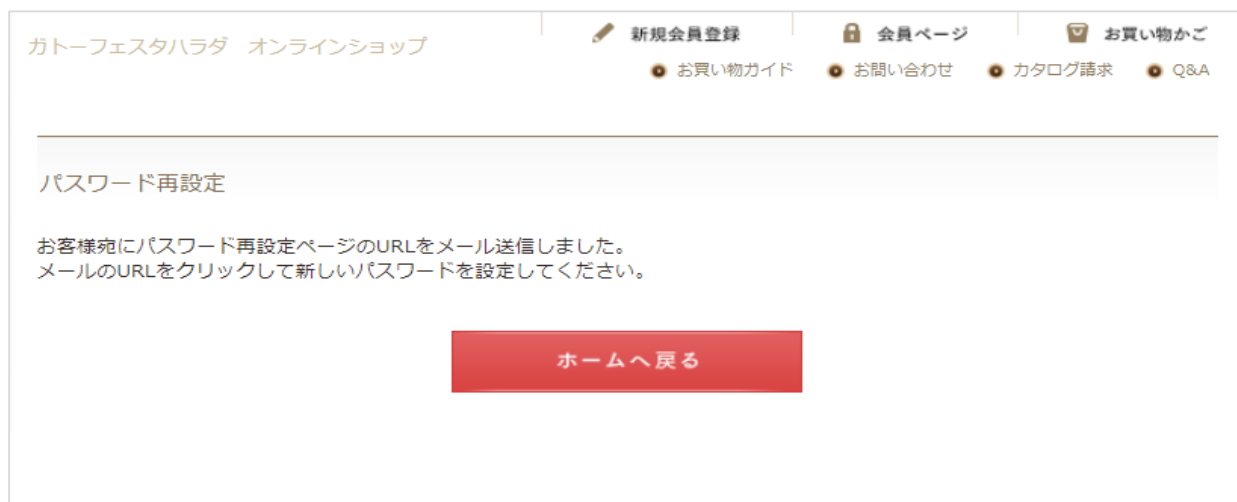 ガトーフェスタハラダ　オンラインショップ
新規会員登録
会員ページ
お買い物かご
お買い物ガイド
お問い合わせ
カタログ請求
Q&A
パスワード再設定
お客様宛にパスワード再設定ページのURLをメール送信しました。
メールのURLをクリックして新しいパスワードを設定してください。
ホームへ戻る